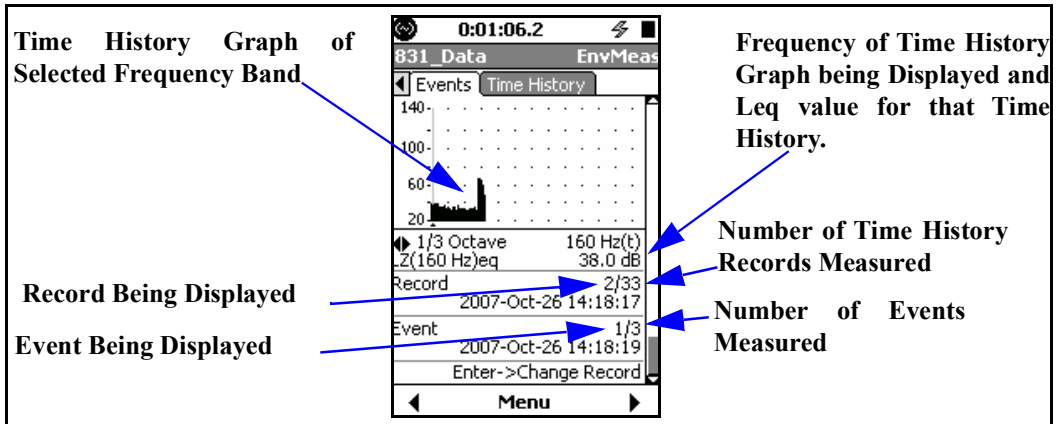 Time History Graph of
Selected Frequency Band
Record Being Displayed
Event Being Displayed
0:01:06.2
831_Data EnvMeas
Events Time History
140
100
60
20
1/3 Octave 160 Hz(t)
LZ(160 Hz)eq 38.0 dB
Record 2/33
2007-Oct-26 14:18:17
Event 1/3
2007-Oct-26 14:18:19
Enter->Change Record
Menu
Frequency of Time History
Graph being Displayed and
Leq value for that Time
History.
Number of Time History
Records Measured
Number of Events
Measured